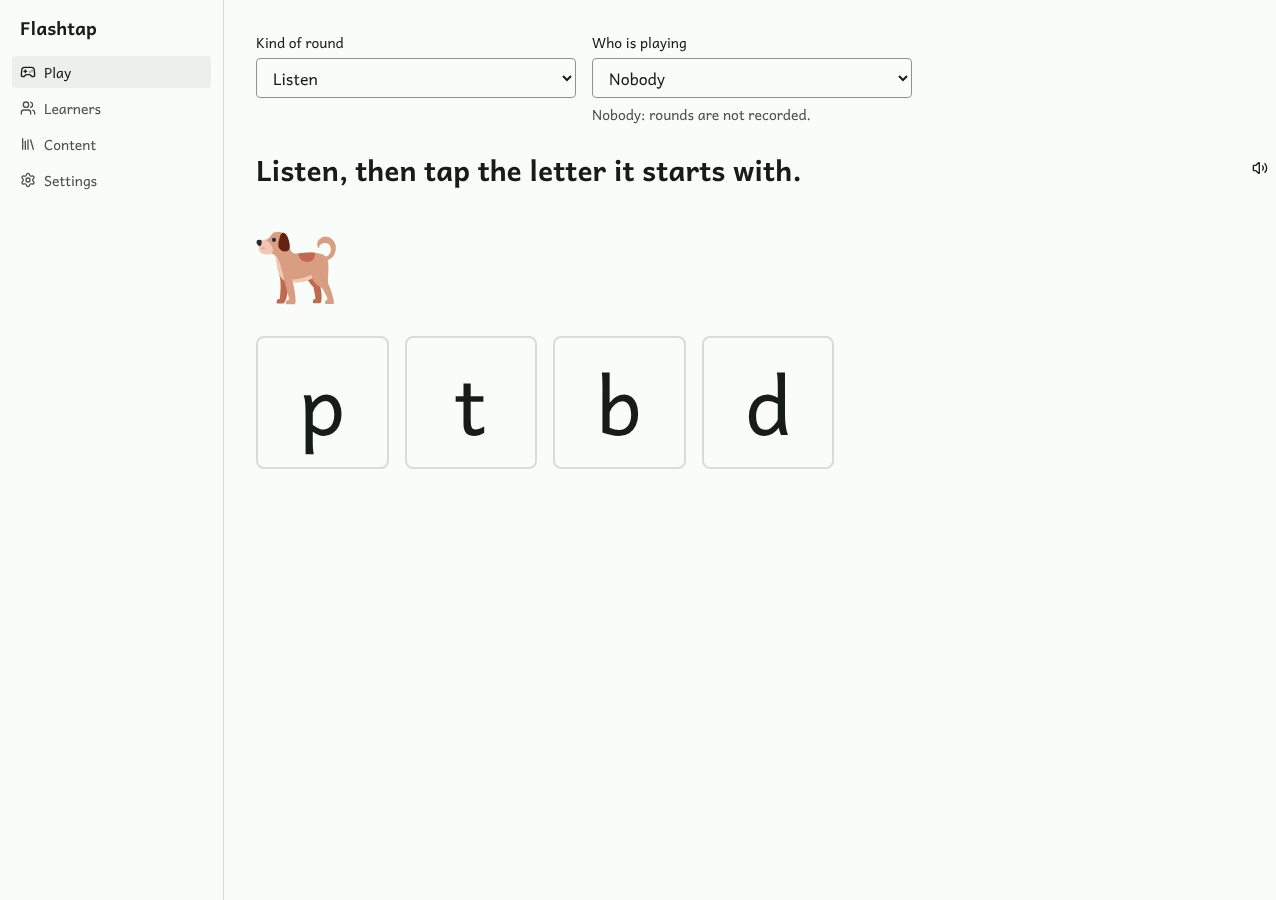 Flashtap
Play
Learners
Content
Settings
Kind of round
Who is playing
Listen
Nobody
Nobody: rounds are not recorded.
Listen, then tap the letter it starts with.
p
t
b
d